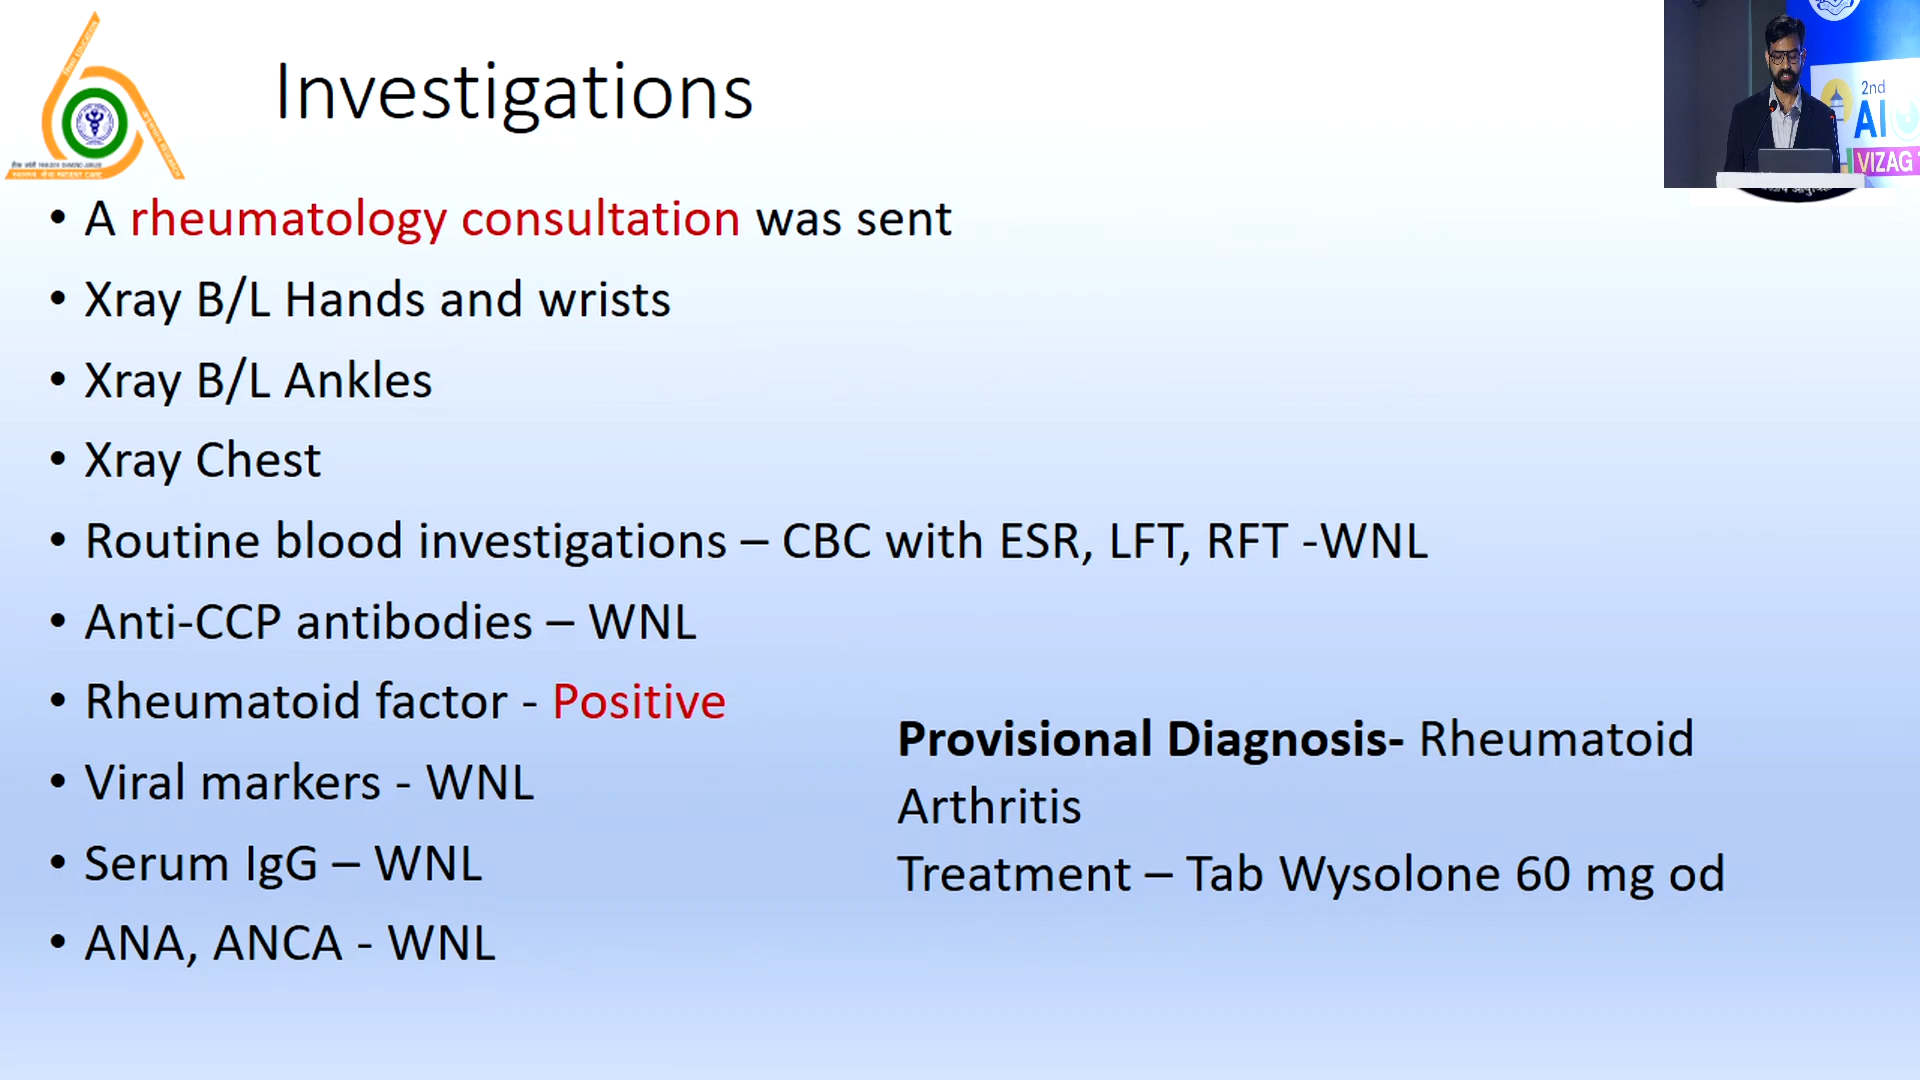 Investigations
• A rheumatology consultation was sent
• Xray B/L Hands and wrists
• Xray B/L Ankles
• Xray Chest
• Routine blood investigations – CBC with ESR, LFT, RFT -WNL
• Anti-CCP antibodies – WNL
• Rheumatoid factor - Positive
• Viral markers - WNL
• Serum IgG – WNL
• ANA, ANCA - WNL
Provisional Diagnosis- Rheumatoid
Arthritis
Treatment – Tab Wysolone 60 mg od
2nd
AI
VIZAG